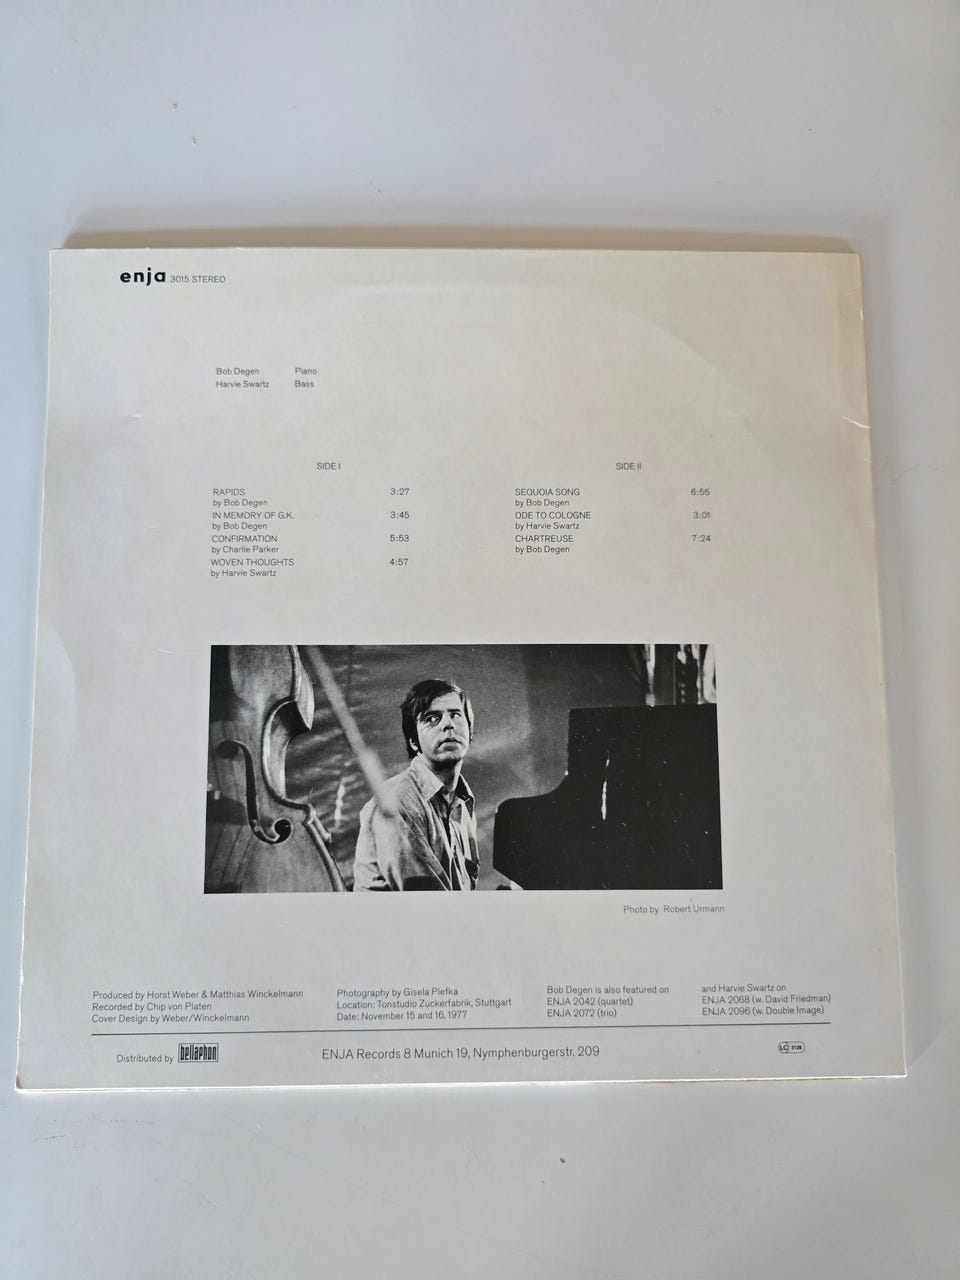 enja 3015 STEREO
Bob Degen Piano
Harvie Swartz Bass
SIDE I
RAPIDS 3:27
by Bob Degen
IN MEMORY OF G.K. 3:45
by Bob Degen
CONFIRMATION 5:53
by Charlie Parker
WOVEN THOUGHTS 4:57
by Harvie Swartz
SIDE II
SEQUOIA SONG 6:55
by Bob Degen
ODE TO COLOGNE 3:01
by Harvie Swartz
CHARTREUSE 7:24
by Bob Degen
Photo by Robert Urmann
Produced by Horst Weber & Matthias Winckelmann
Recorded by Chip von Platen
Cover Design by Weber/Winckelmann
Photography by Gisela Plefka
Location: Tonstudio Zuckerfabrik, Stuttgart
Date: November 15 and 16, 1977
Bob Degen is also featured on
ENJA 2042 (quartet)
ENJA 2072 (trio)
and Harvie Swartz on
ENJA 2068 (w. David Friedman)
ENJA 2096 (w. Double Image)
Distributed by bellaphon
ENJA Records 8 Munich 19, Nymphenburgerstr. 209
LC 3126